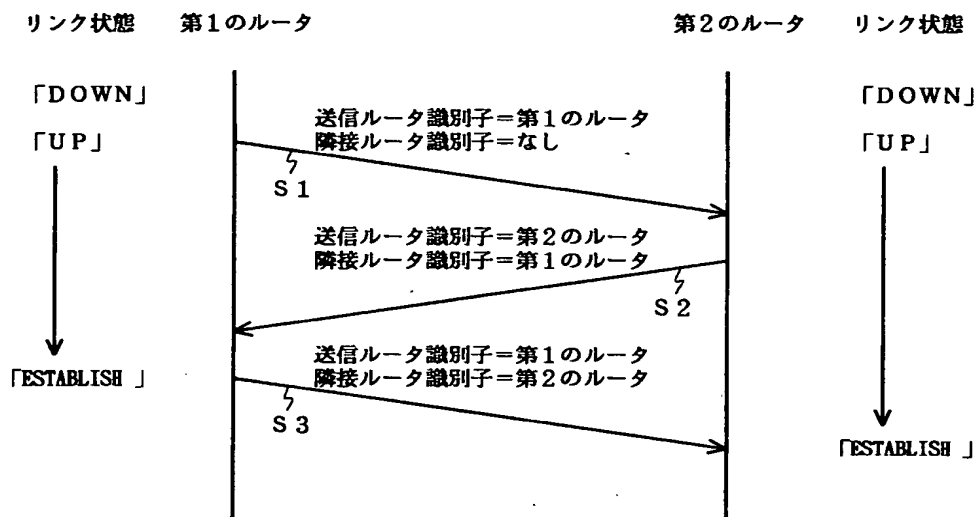 リンク状態 第1のルータ 第2のルータ リンク状態
「DOWN」 「DOWN」
送信ルータ識別子=第1のルータ
「UP」 隣接ルータ識別子=なし 「UP」
S1
送信ルータ識別子=第2のルータ
隣接ルータ識別子=第1のルータ
S2
送信ルータ識別子=第1のルータ
「ESTABLISH 」 隣接ルータ識別子=第2のルータ
S3
「ESTABLISH 」